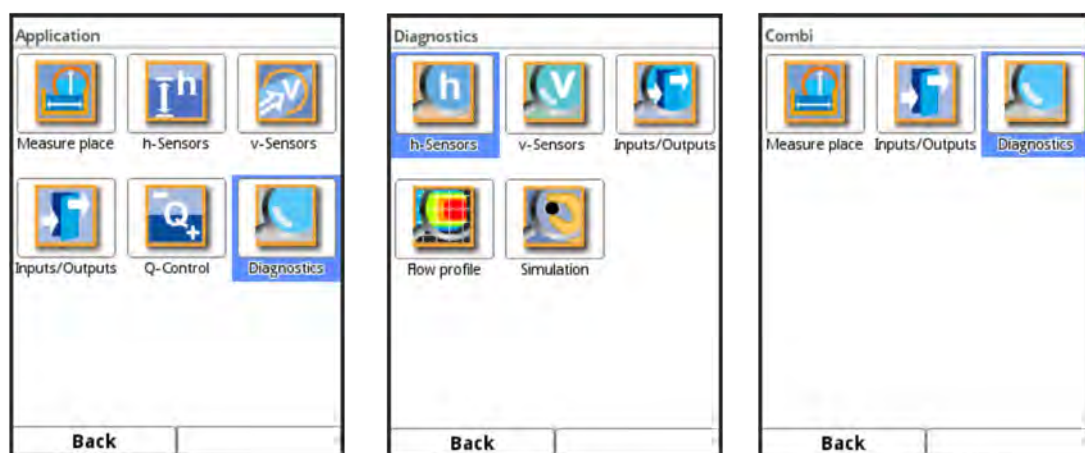 Application
Measure place h-Sensors v-Sensors
Inputs/Outputs Q-Control Diagnostics
Back
Diagnostics
h-Sensors v-Sensors Inputs/Outputs
Flow profile Simulation
Back
Combi
Measure place Inputs/Outputs Diagnostics
Back